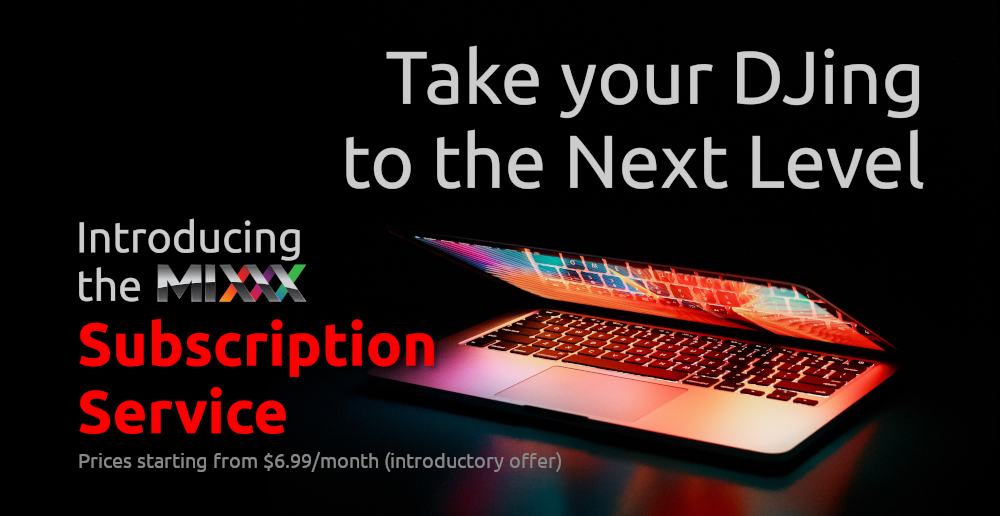 Take your DJing
to the Next Level
Introducing
the MIXXX
Subscription
Service
Prices starting from $6.99/month (introductory offer)